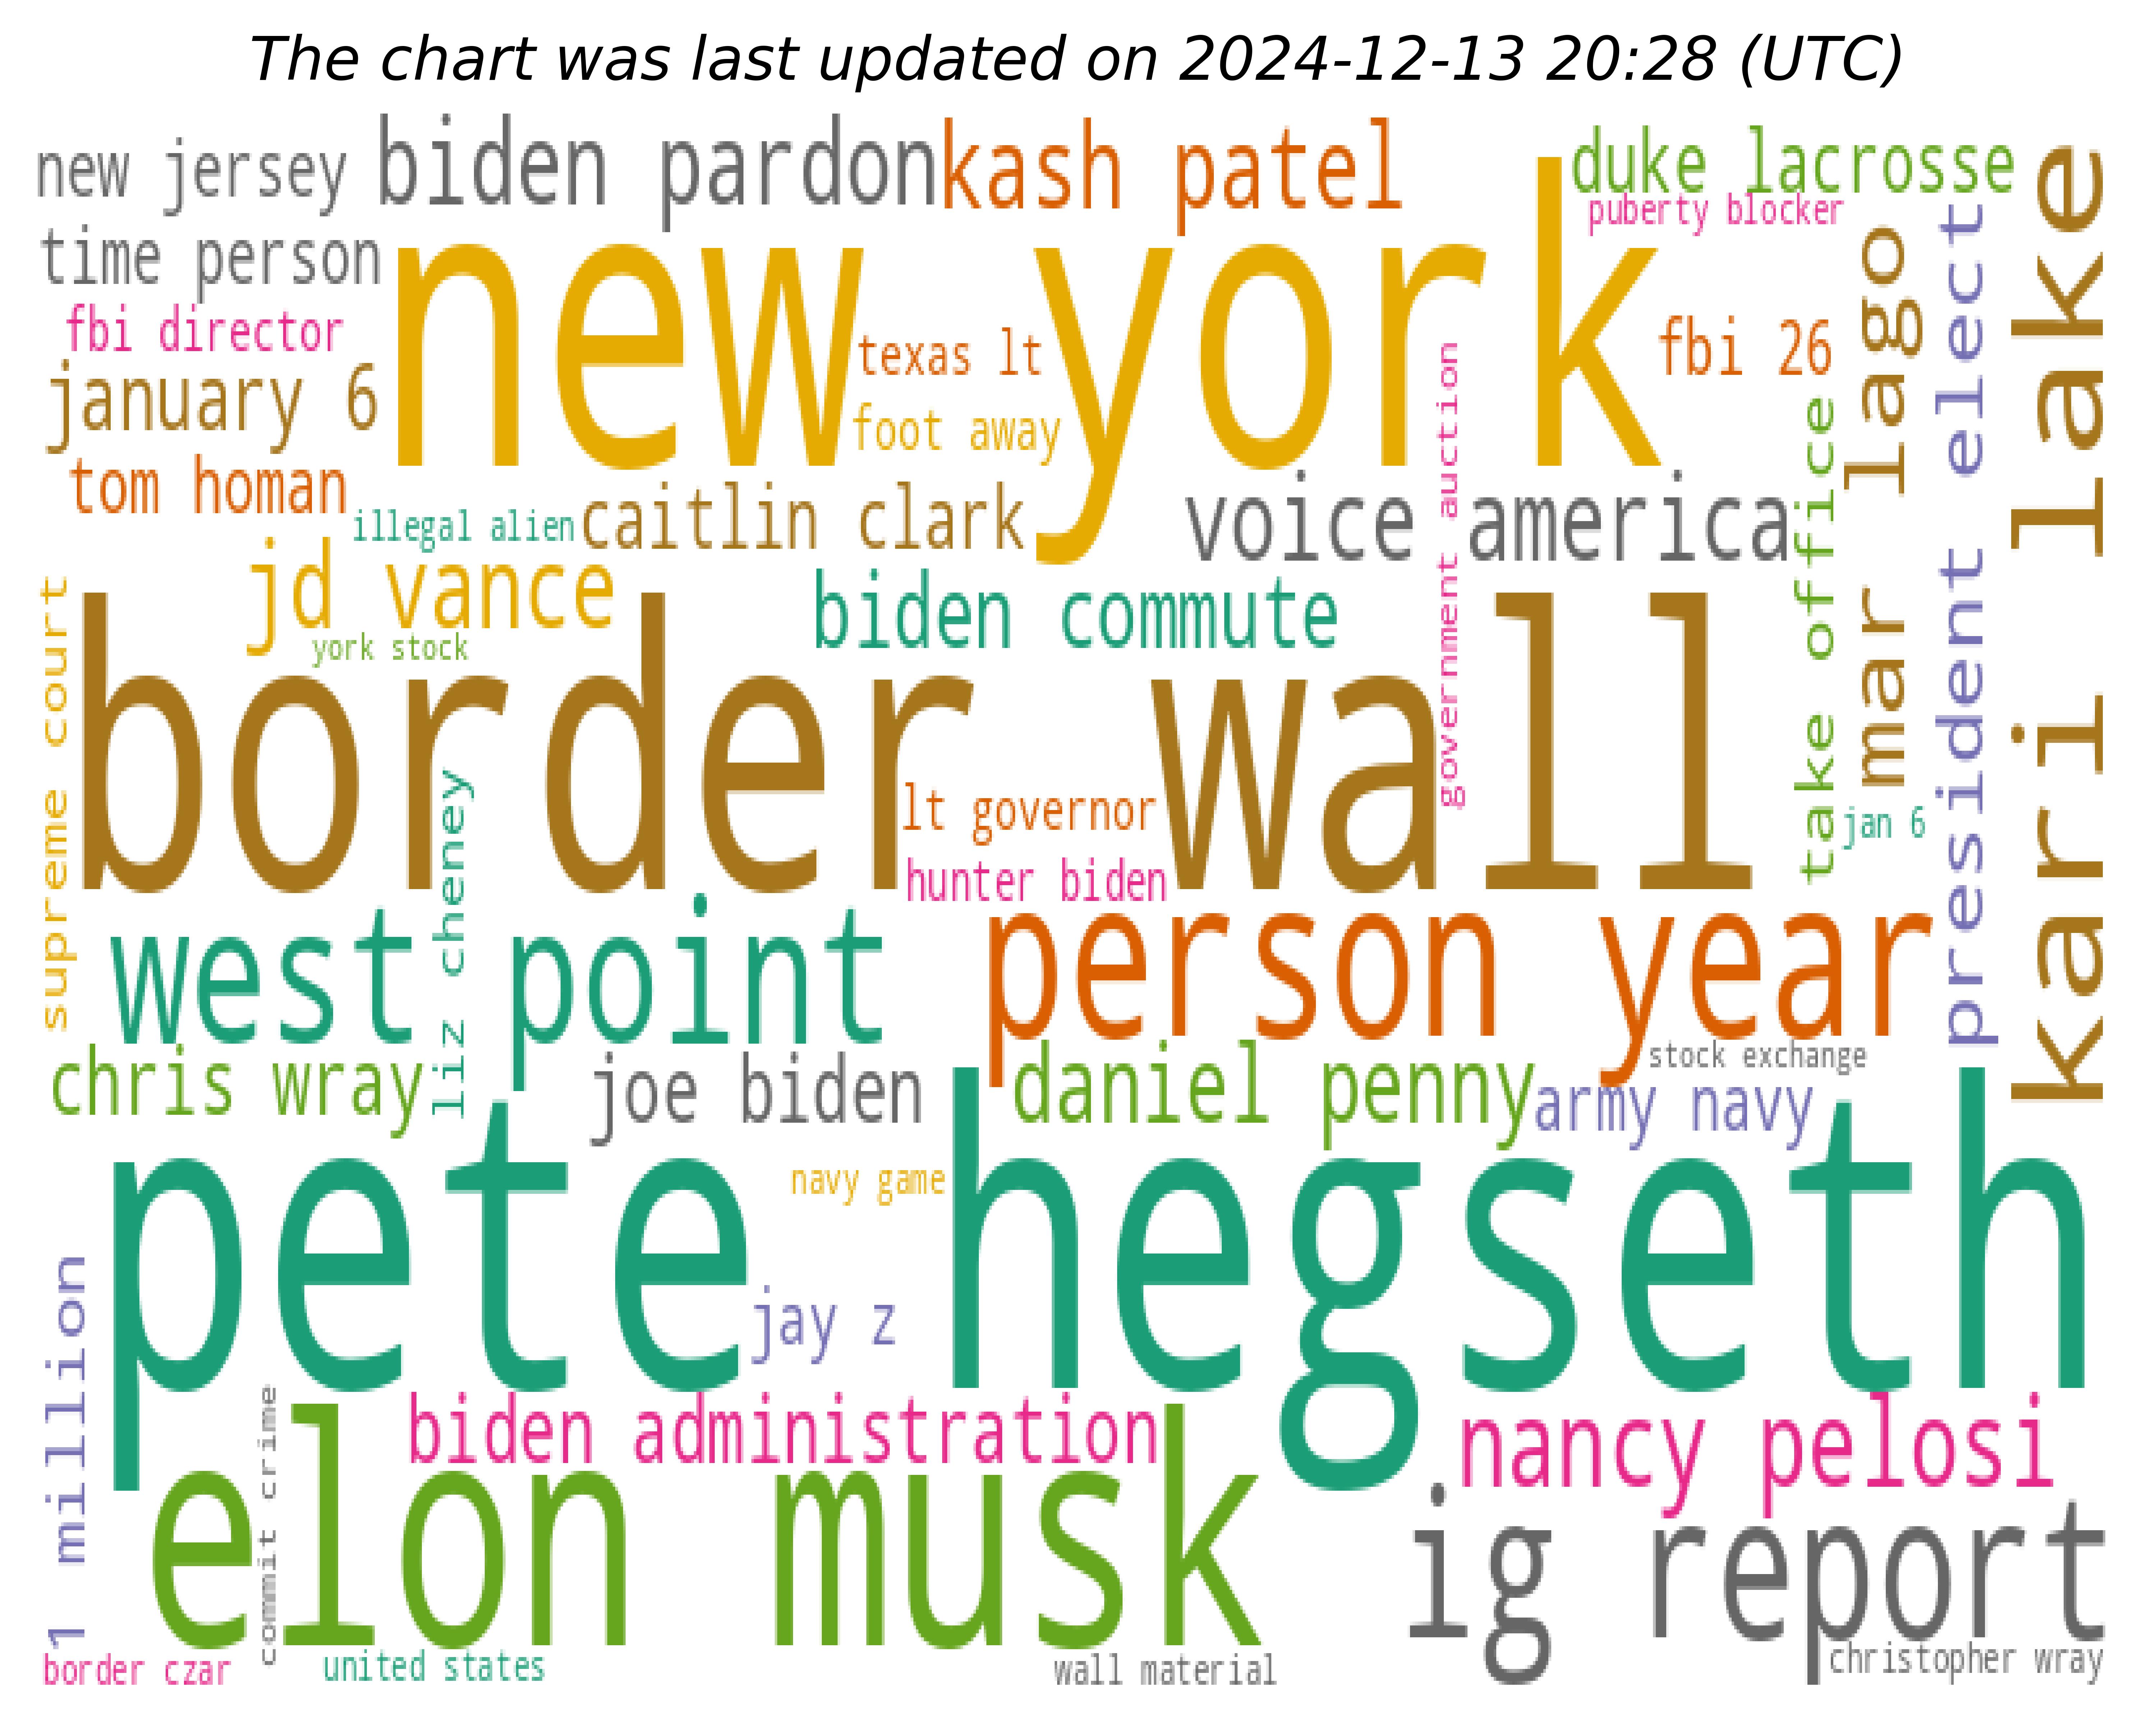 The chart was last updated on 2024-12-13 20:28 (UTC)
new jersey
biden pardon
kash patel
duke lacrosse
puberty blocker
time person
new york
fbi director
texas lt
fbi 26
january 6
foot away
mar lago
president elect
kari lake
tom homan
illegal alien
caitlin clark
voice america
government auction
take office
jd vance
biden commute
york stock
supreme court
border wall
lt governor
jan 6
hunter biden
liz cheney
west point
person year
chris wray
joe biden
daniel penny
stock exchange
army navy
pete hegseth
navy game
jay z
1 million
biden administration
nancy pelosi
commit crime
elon musk
ig report
border czar
united states
wall material
christopher wray